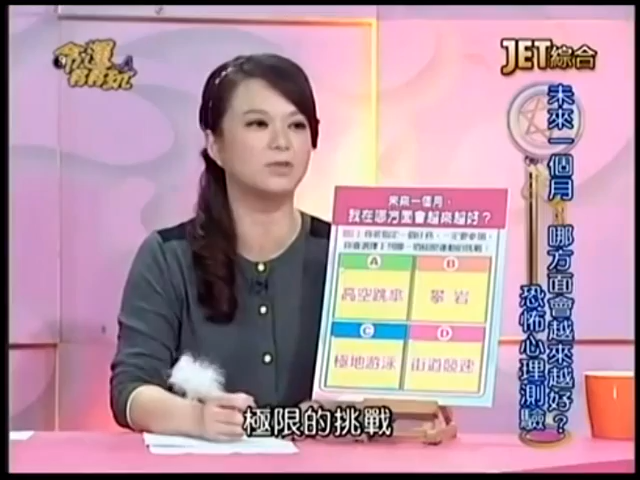 命運好好玩
JET綜合
未來一個月，哪方面會越來越好？
恐怖心理測驗
未來一個月，
我在哪方面會越來越好？
A
高空跳傘
B
攀岩
C
極地游泳
D
街道競速
極限的挑戰